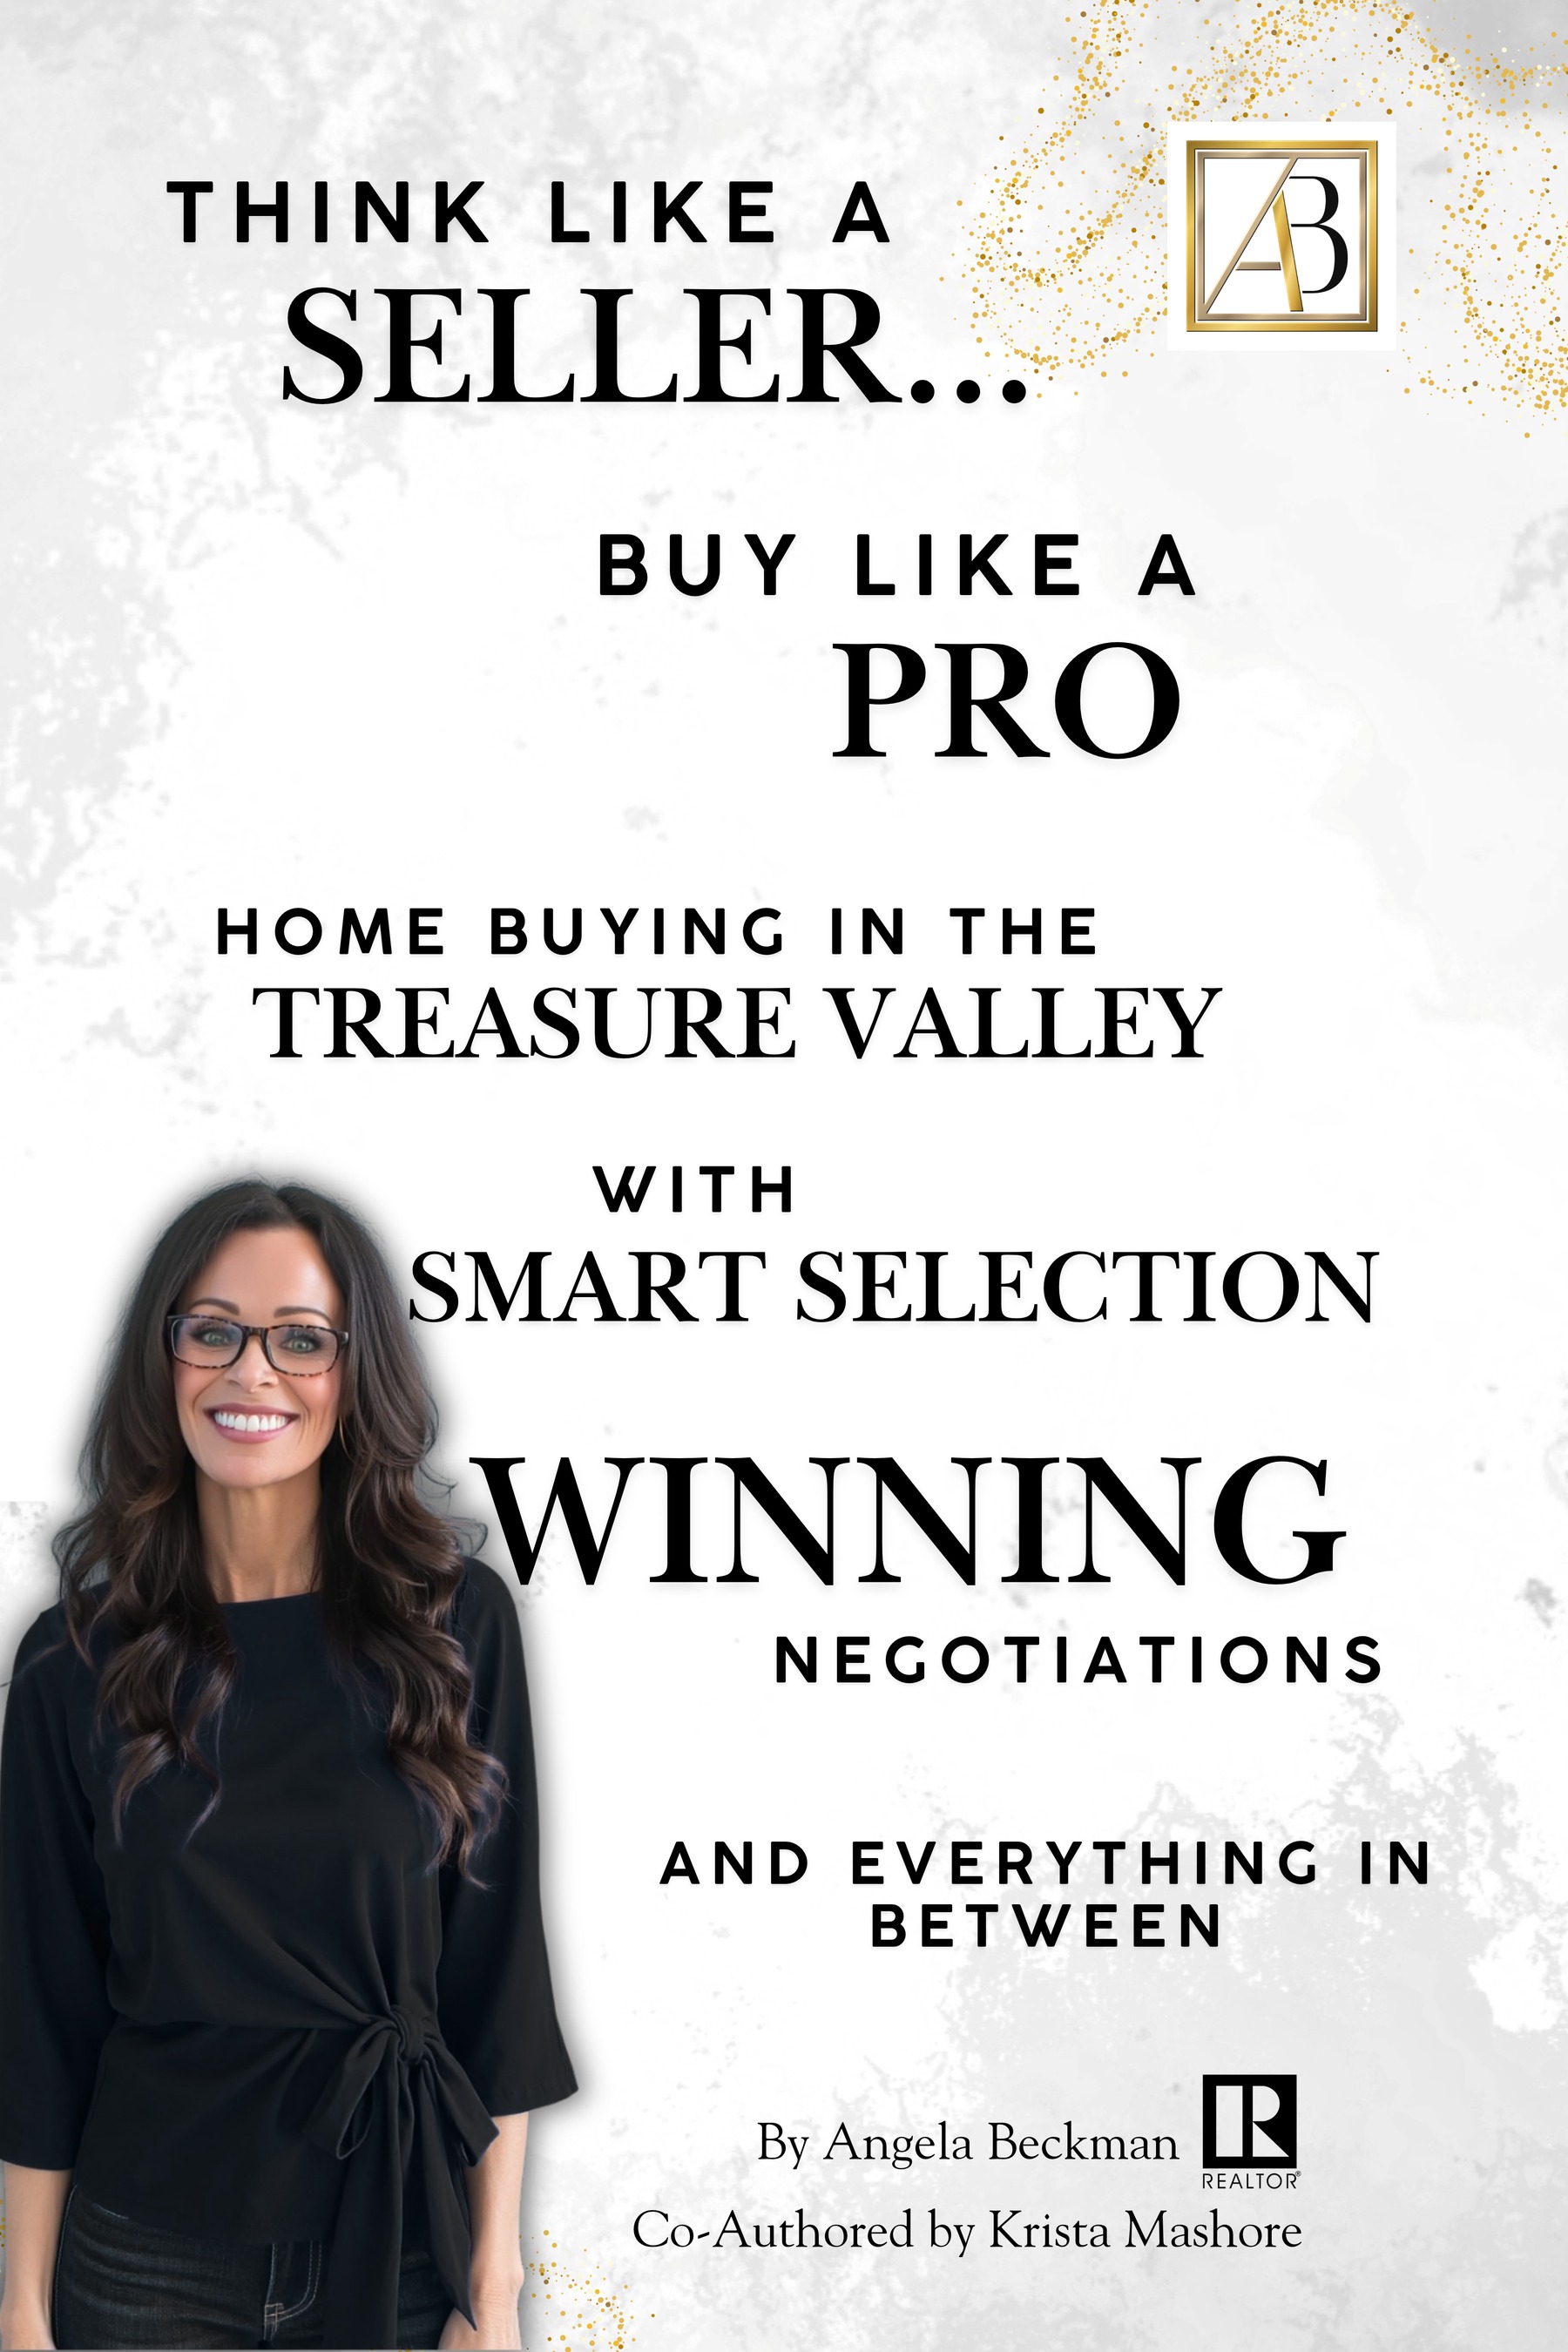 THINK LIKE A
AB
SELLER...
BUY LIKE A
PRO
HOME BUYING IN THE
TREASURE VALLEY
WITH
SMART SELECTION
WINNING
NEGOTIATIONS
AND EVERYTHING IN
BETWEEN
By Angela Beckman
R
REALTOR®
Co-Authored by Krista Mashore